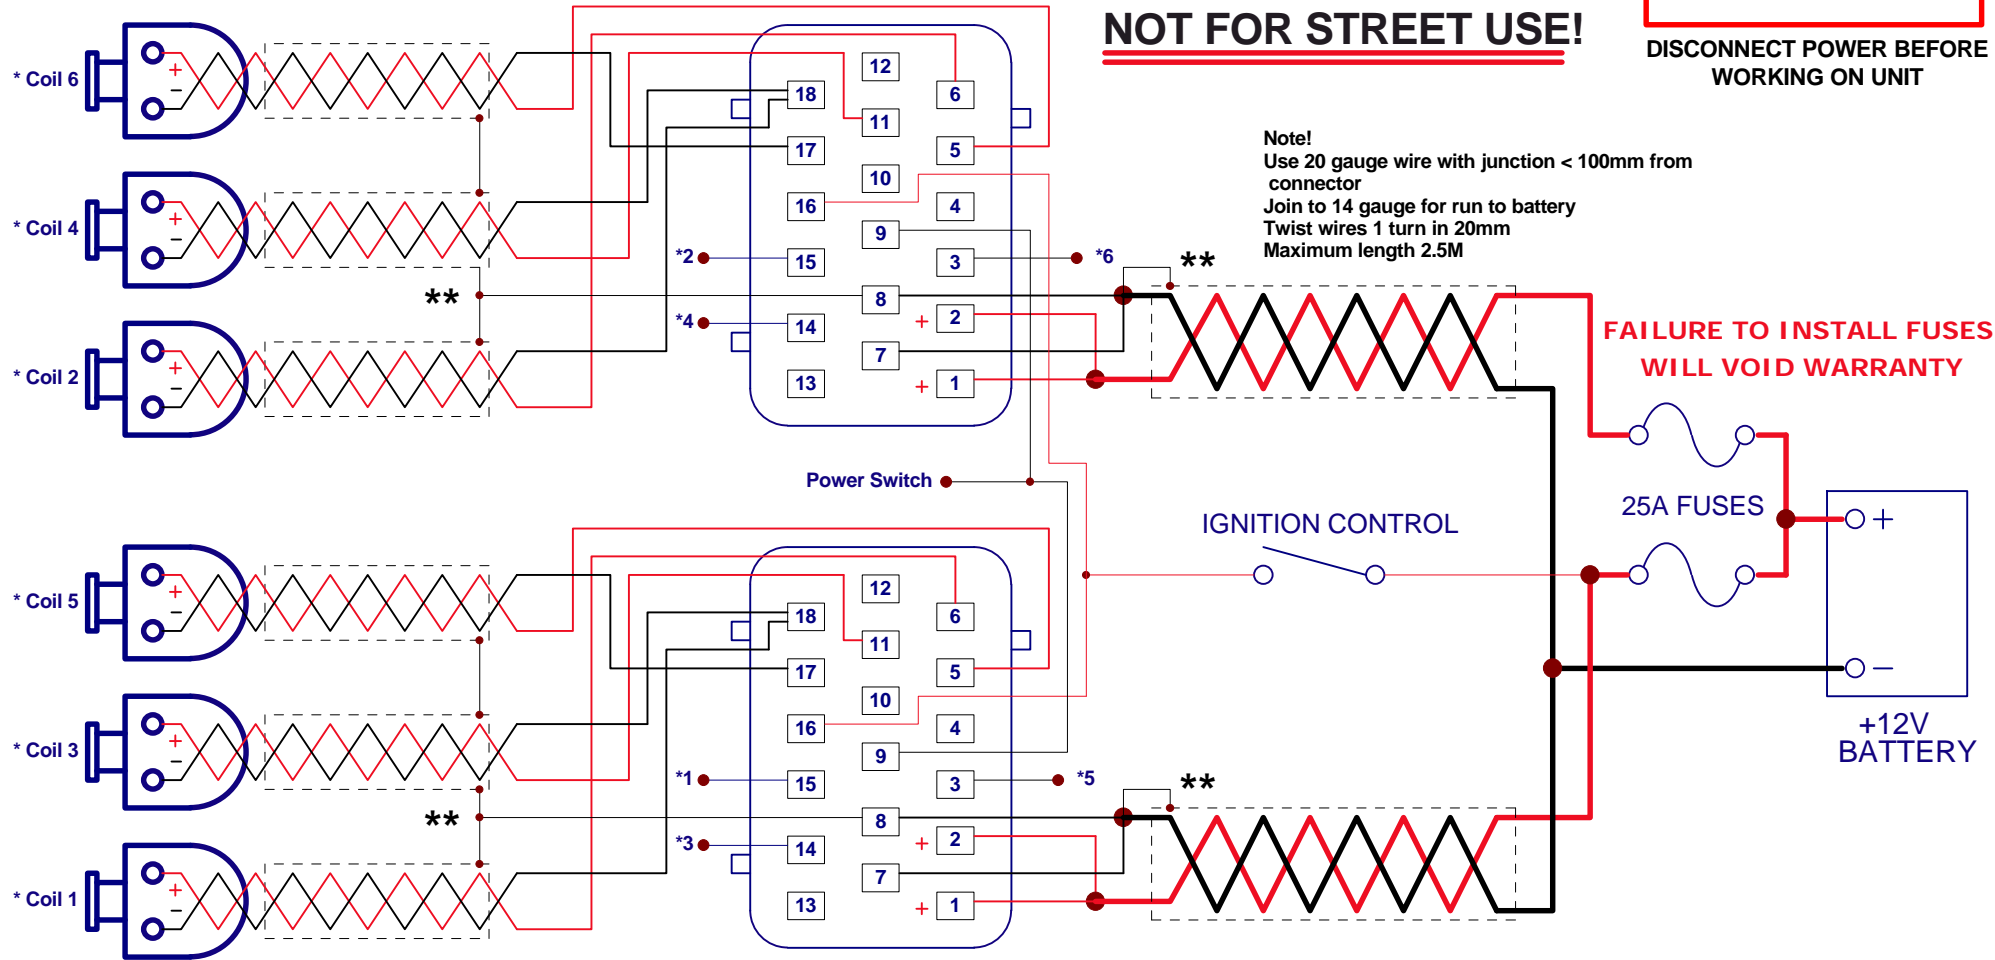 NOT FOR STREET USE!
DISCONNECT POWER BEFORE
WORKING ON UNIT
Note!
Use 20 gauge wire with junction < 100mm from
connector
Join to 14 gauge for run to battery
Twist wires 1 turn in 20mm
Maximum length 2.5M
* Coil 6
+
−
* Coil 4
+
−
* Coil 2
+
−
**
12
18
6
11
17
5
10
16
4
9
*2
15
3
*6
8
*4
14
+ 2
7
13
+ 1
**
FAILURE TO INSTALL FUSES
WILL VOID WARRANTY
Power Switch
IGNITION CONTROL
25A FUSES
+
−
+12V
BATTERY
* Coil 5
+
−
* Coil 3
+
−
* Coil 1
+
−
**
12
18
6
11
17
5
10
16
4
9
*1
15
3
*5
8
*3
14
+ 2
7
13
+ 1
**